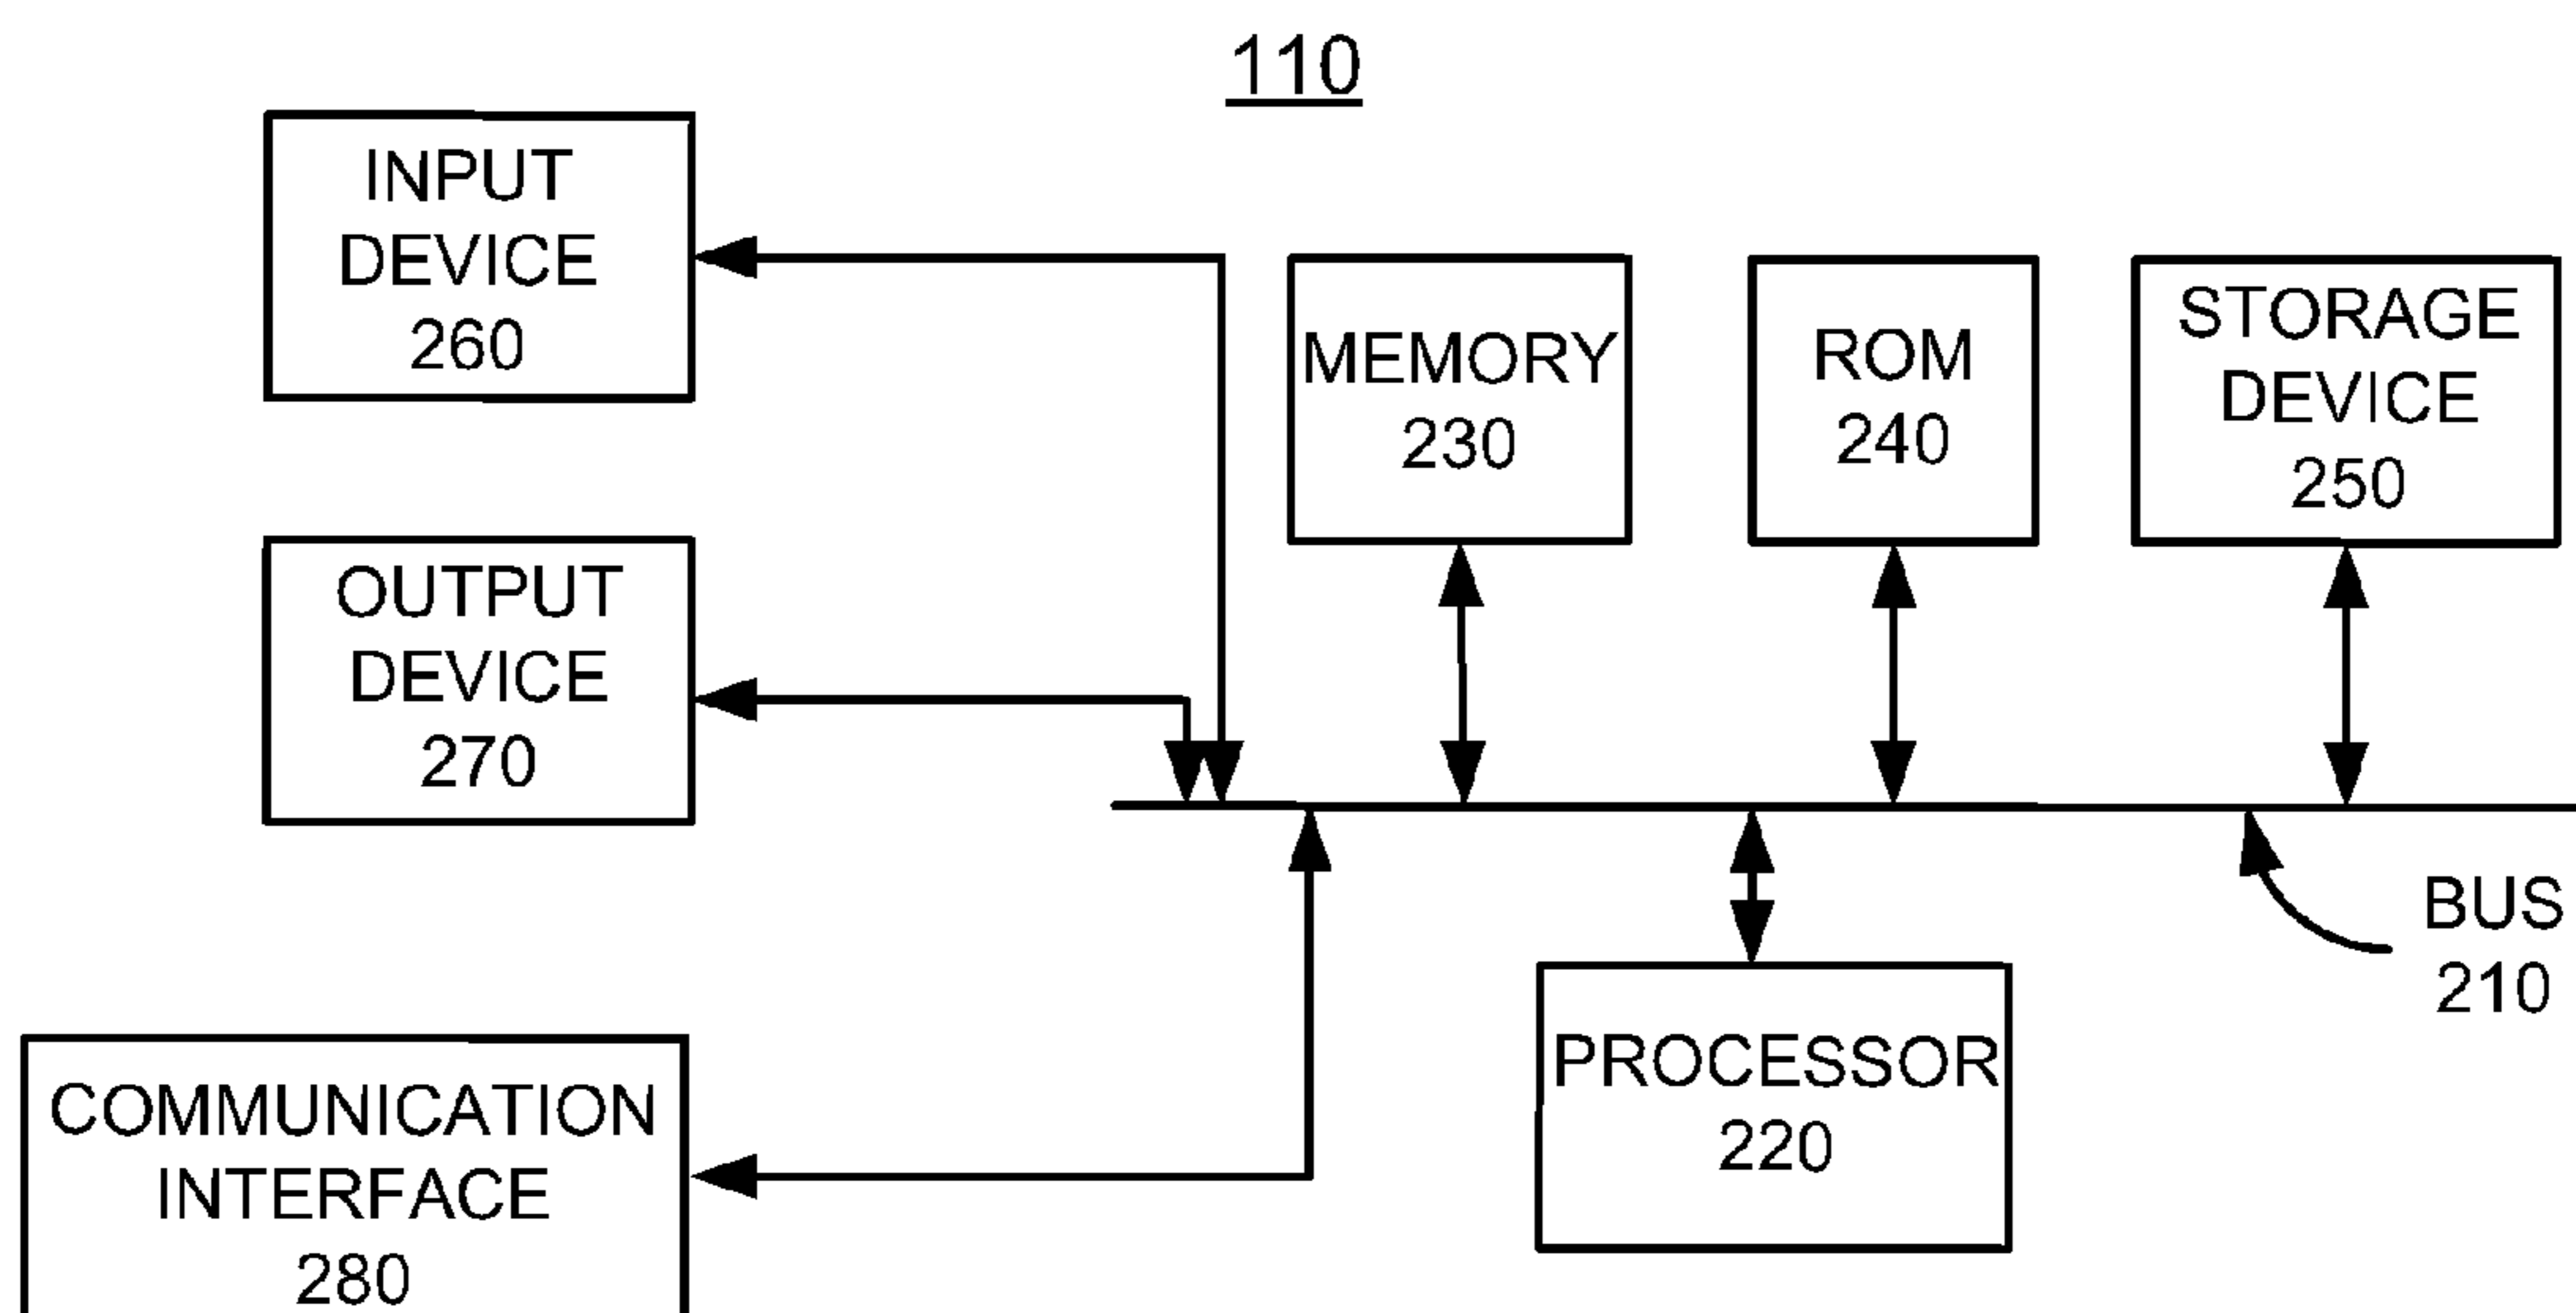 110
INPUT
DEVICE
260
MEMORY
230
ROM
240
STORAGE
DEVICE
250
OUTPUT
DEVICE
270
BUS
210
PROCESSOR
220
COMMUNICATION
INTERFACE
280